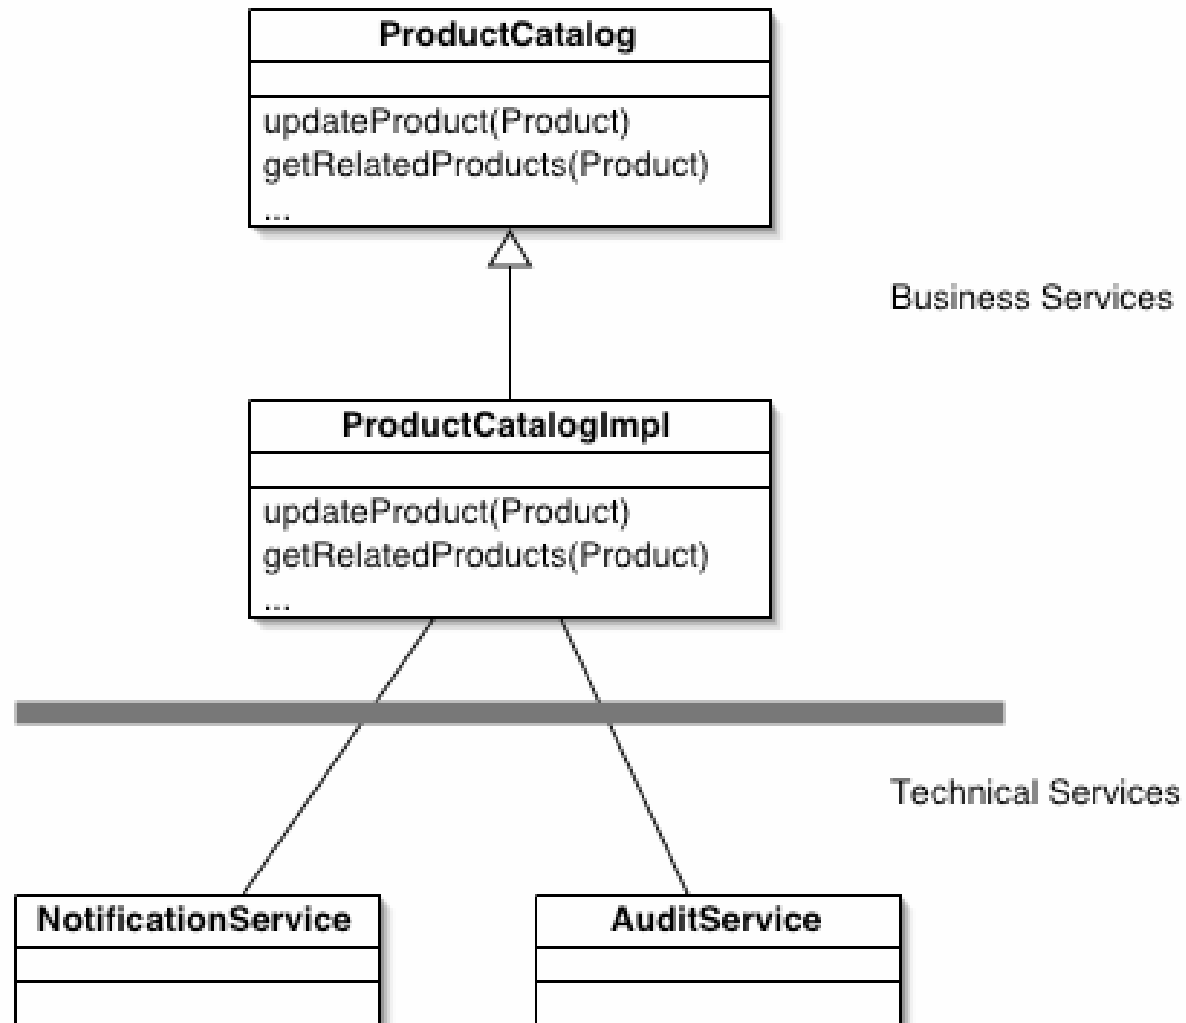 ProductCatalog
updateProduct(Product)
getRelatedProducts(Product)
...
Business Services
ProductCatalogImpl
updateProduct(Product)
getRelatedProducts(Product)
...
Technical Services
NotificationService
AuditService